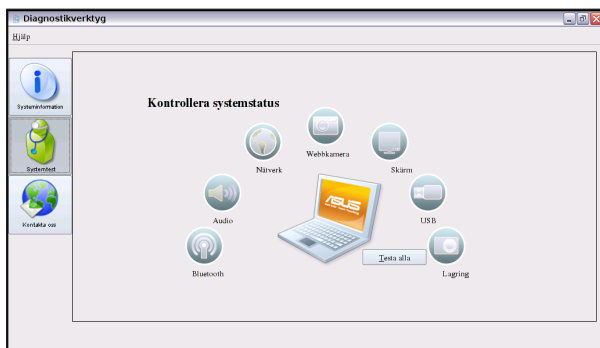 Diagnostikverktyg
Hjälp
Systeminformation
Systemtest
Kontakta oss
Kontrollera systemstatus
Webbkamera
Nätverk
Skärm
Audio
USB
Bluetooth
Lagring
ASUS
Testa alla